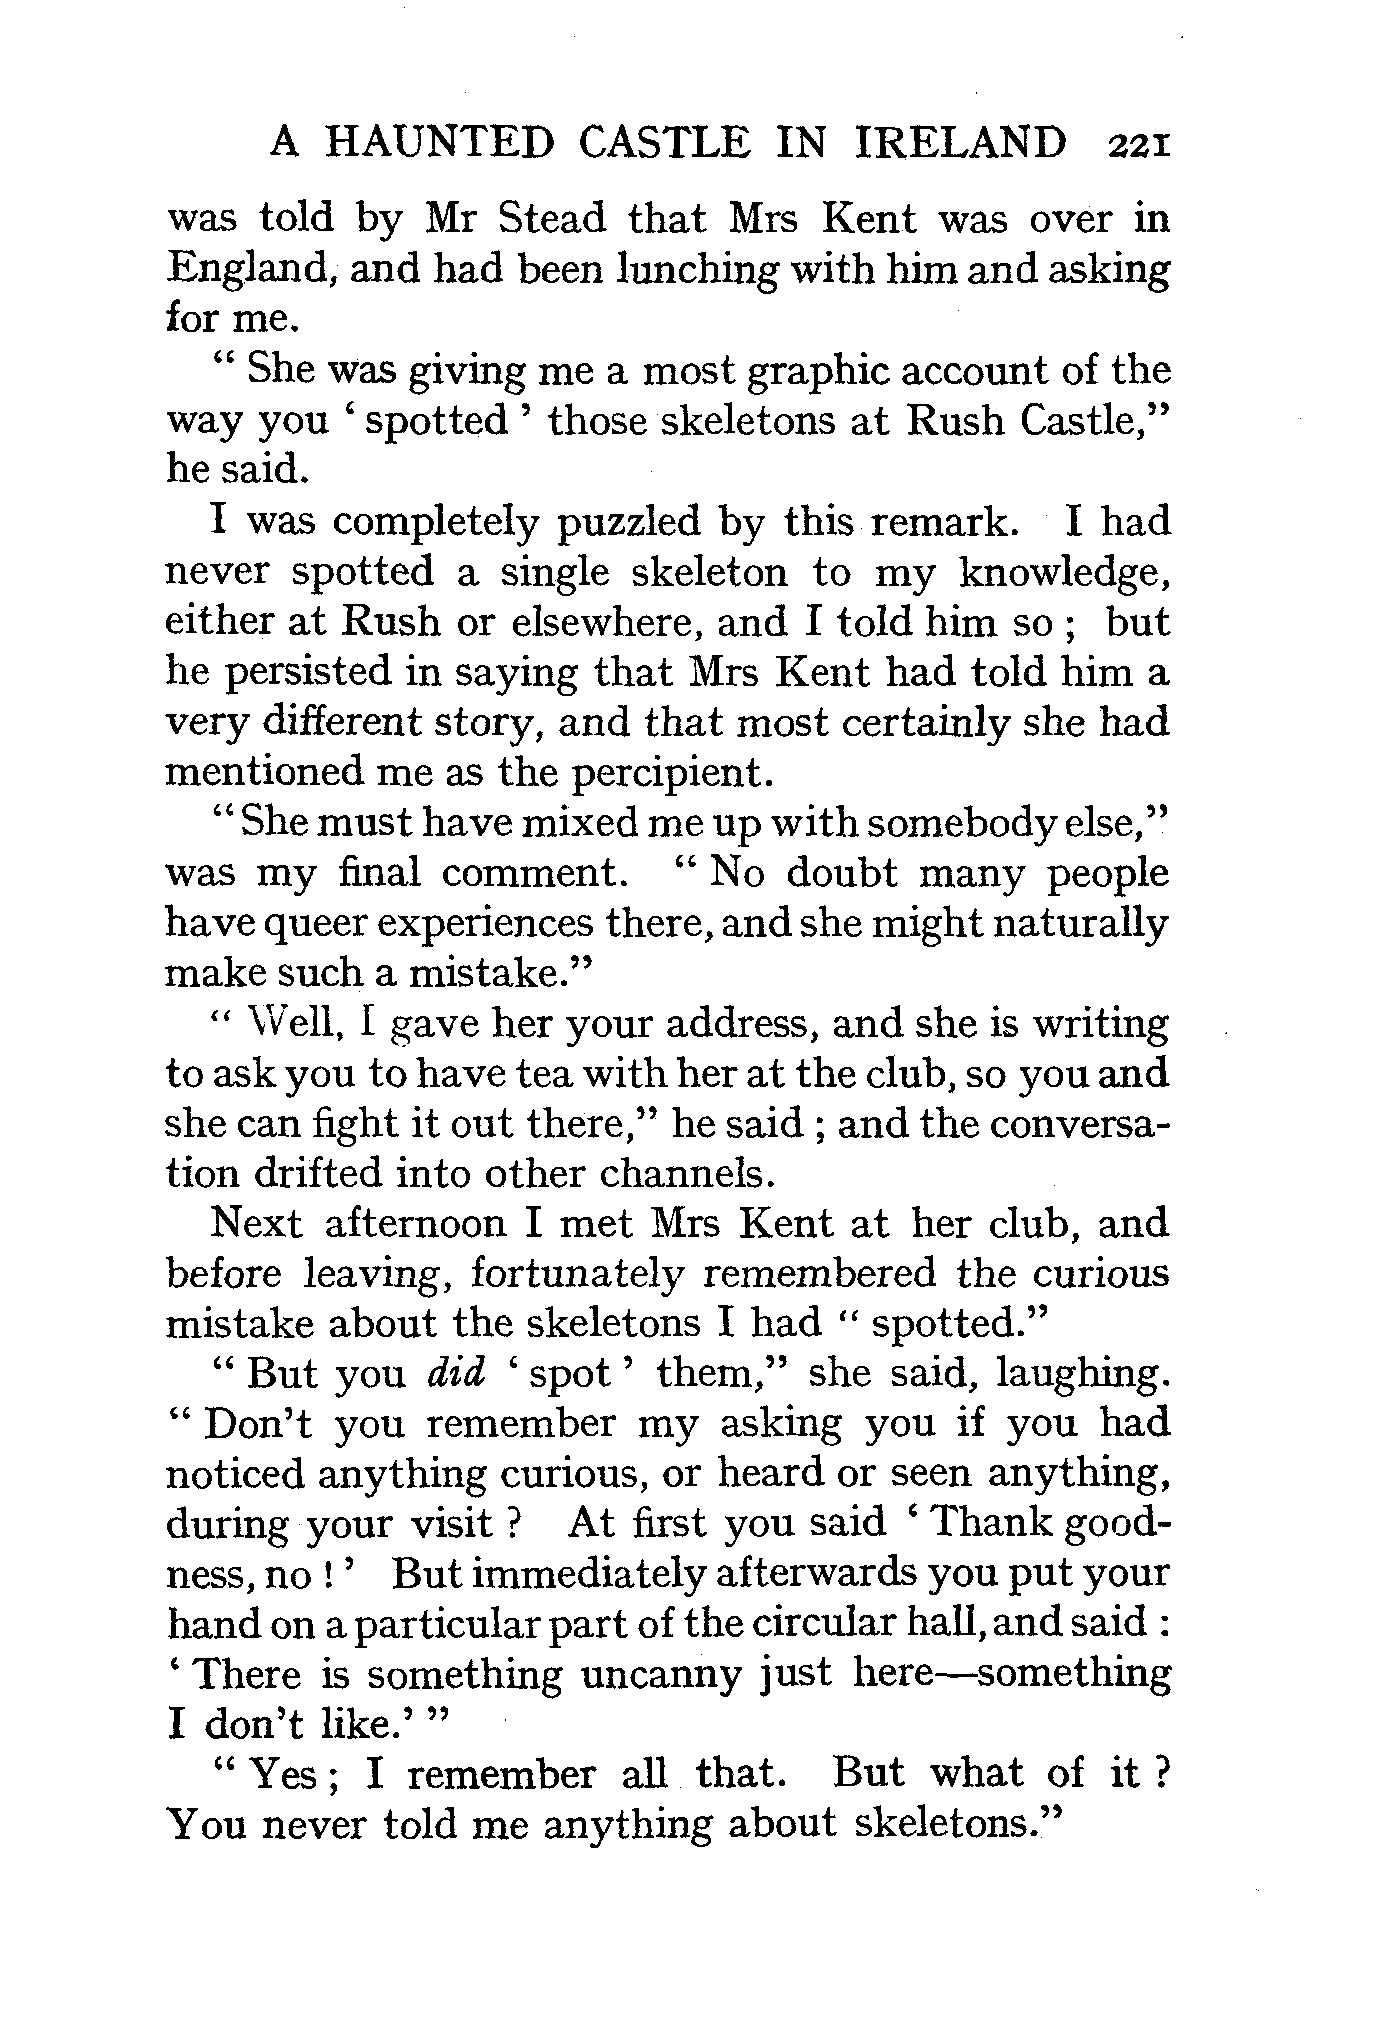 A HAUNTED CASTLE IN IRELAND 221
was told by Mr Stead that Mrs Kent was over in
England, and had been lunching with him and asking
for me.
“ She was giving me a most graphic account of the
way you ‘ spotted ’ those skeletons at Rush Castle,”
he said.
I was completely puzzled by this remark. I had
never spotted a single skeleton to my knowledge,
either at Rush or elsewhere, and I told him so ; but
he persisted in saying that Mrs Kent had told him a
very different story, and that most certainly she had
mentioned me as the percipient.
“ She must have mixed me up with somebody else,”
was my final comment. “ No doubt many people
have queer experiences there, and she might naturally
make such a mistake.”
“ Well, I gave her your address, and she is writing
to ask you to have tea with her at the club, so you and
she can fight it out there,” he said ; and the conversa-
tion drifted into other channels.
Next afternoon I met Mrs Kent at her club, and
before leaving, fortunately remembered the curious
mistake about the skeletons I had “ spotted.”
“ But you did ‘ spot ’ them,” she said, laughing.
“ Don’t you remember my asking you if you had
noticed anything curious, or heard or seen anything,
during your visit ? At first you said ‘ Thank good-
ness, no ! ’ But immediately afterwards you put your
hand on a particular part of the circular hall, and said :
‘ There is something uncanny just here—something
I don’t like.’ ”
“ Yes ; I remember all that. But what of it ?
You never told me anything about skeletons.”